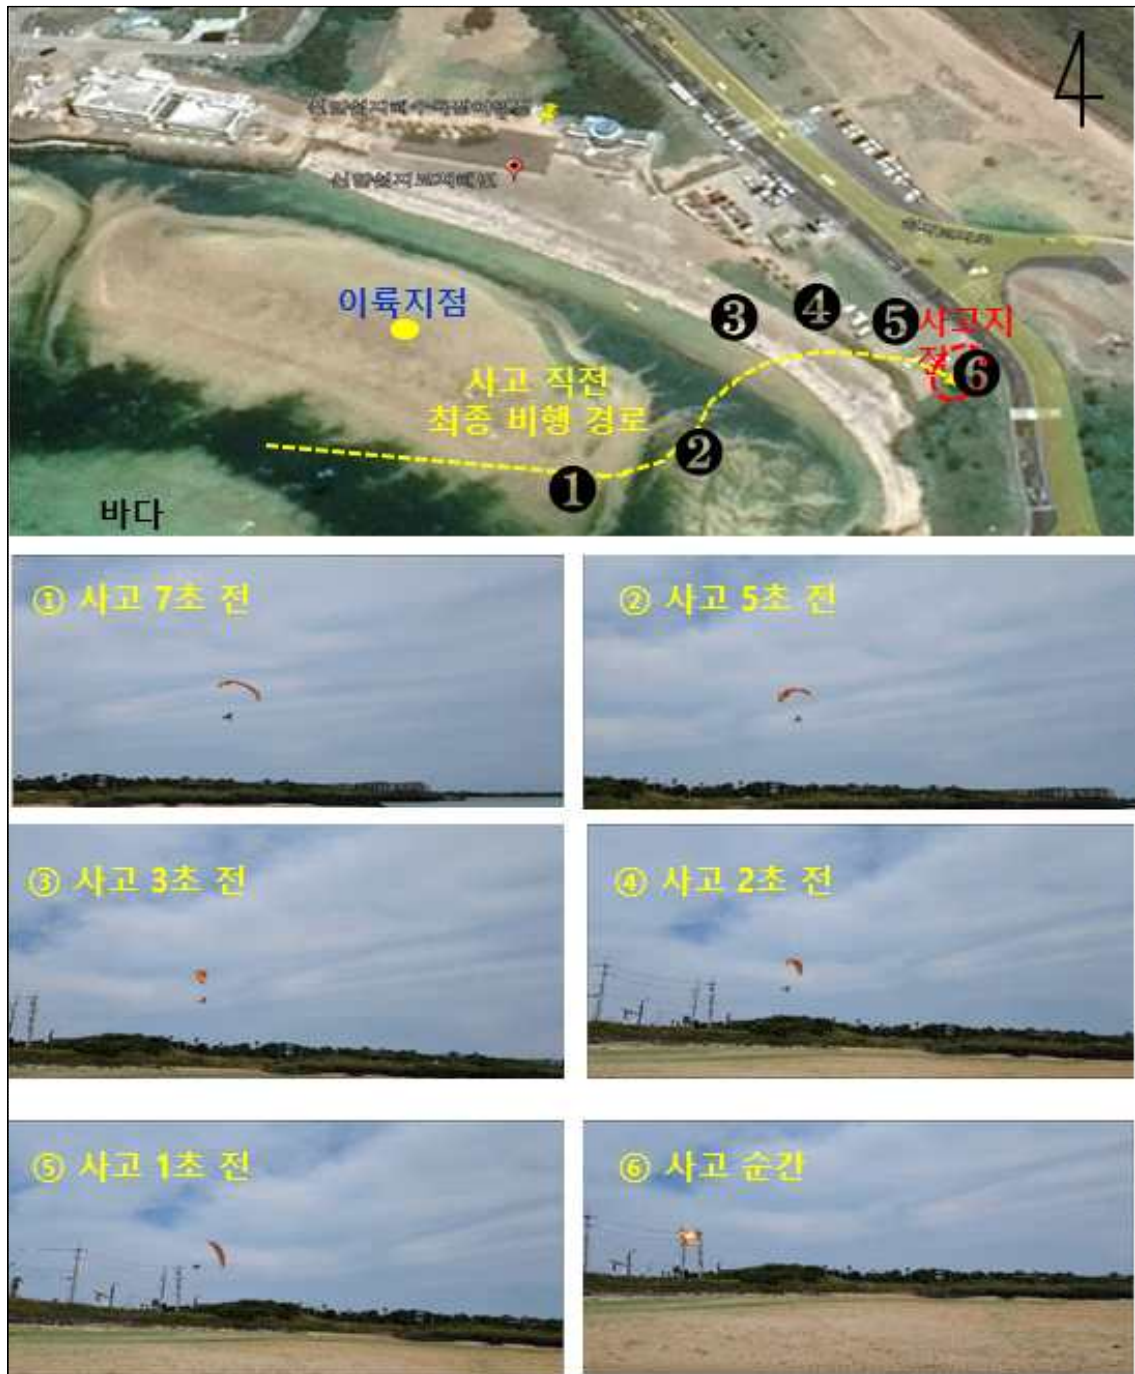 이륙지점
❸
❹
❺
사고지
점
❻
사고 직전
최종 비행 경로
❷
❶
바다
① 사고 7초 전
② 사고 5초 전
③ 사고 3초 전
④ 사고 2초 전
⑤ 사고 1초 전
⑥ 사고 순간